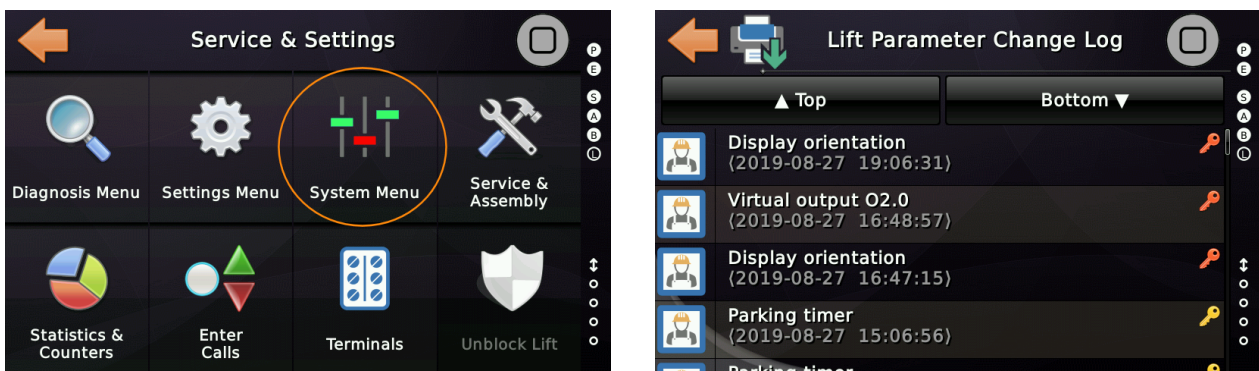 Service & Settings
P
E
S
A
B
L
Diagnosis Menu
Settings Menu
System Menu
Service &
Assembly
Statistics &
Counters
Enter
Calls
Terminals
Unblock Lift
Lift Parameter Change Log
P
E
▲ Top
Bottom ▼
S
A
B
L
Display orientation
(2019-08-27 19:06:31)
Virtual output O2.0
(2019-08-27 16:48:57)
Display orientation
(2019-08-27 16:47:15)
Parking timer
(2019-08-27 15:06:56)
Parking timer